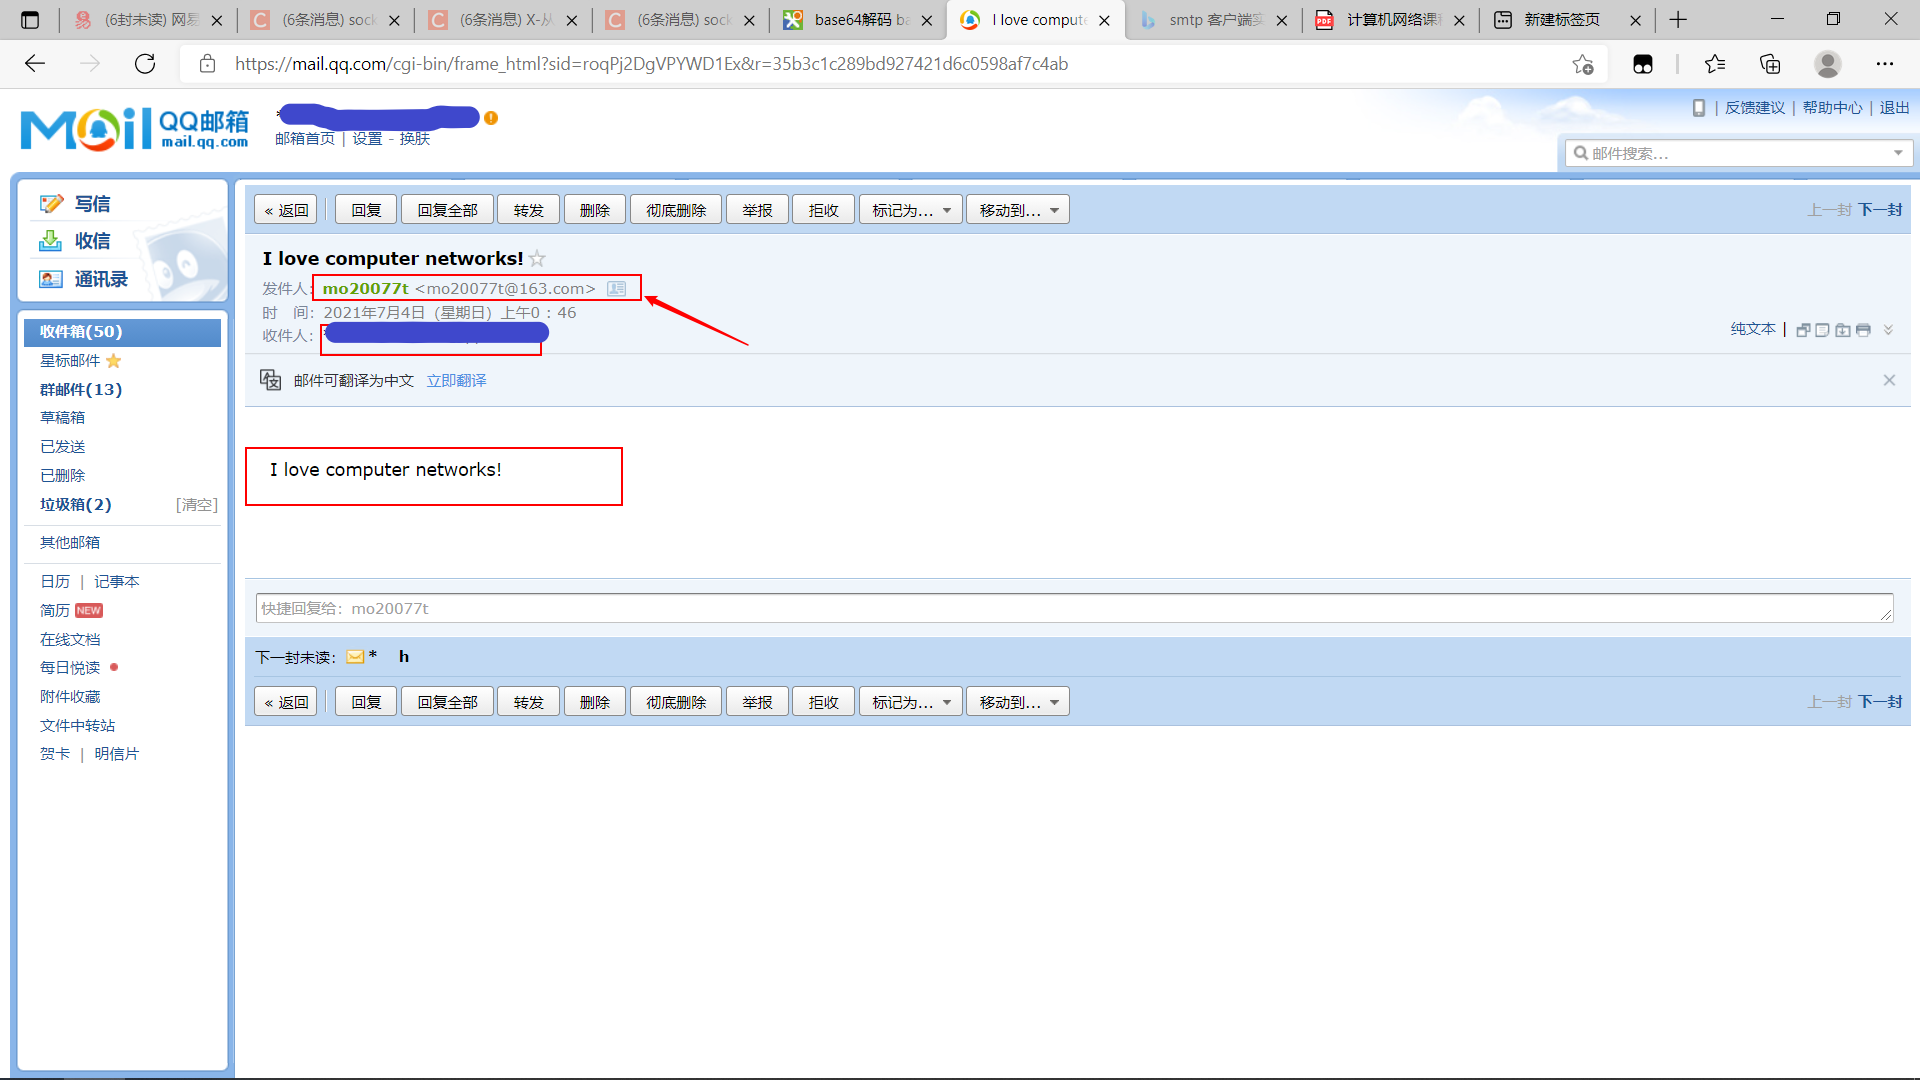 (6封未读) 网易
(6条消息) sock
(6条消息) X-从
(6条消息) sock
base64解码 ba
I love compute
smtp 客户端实
计算机网络课
新建标签页
https://mail.qq.com/cgi-bin/frame_html?sid=roqPj2DgVPYWD1Ex&r=35b3c1c289bd927421d6c0598af7c4ab
Mail QQ邮箱
mail.qq.com
邮箱首页 | 设置 - 换肤
| 反馈建议 | 帮助中心 | 退出
邮件搜索...
写信
收信
通讯录
« 返回 回复 回复全部 转发 删除 彻底删除 举报 拒收 标记为... 移动到... 上一封 下一封
I love computer networks!
发件人: mo20077t <mo20077t@163.com>
时 间: 2021年7月4日 (星期日) 上午0:46
收件人:
纯文本 |
邮件可翻译为中文 立即翻译
I love computer networks!
收件箱(50)
星标邮件
群邮件(13)
草稿箱
已发送
已删除
垃圾箱(2) [清空]
其他邮箱
日历 | 记事本
简历 NEW
在线文档
每日悦读
附件收藏
文件中转站
贺卡 | 明信片
快捷回复给: mo20077t
下一封未读: * h
« 返回 回复 回复全部 转发 删除 彻底删除 举报 拒收 标记为... 移动到... 上一封 下一封